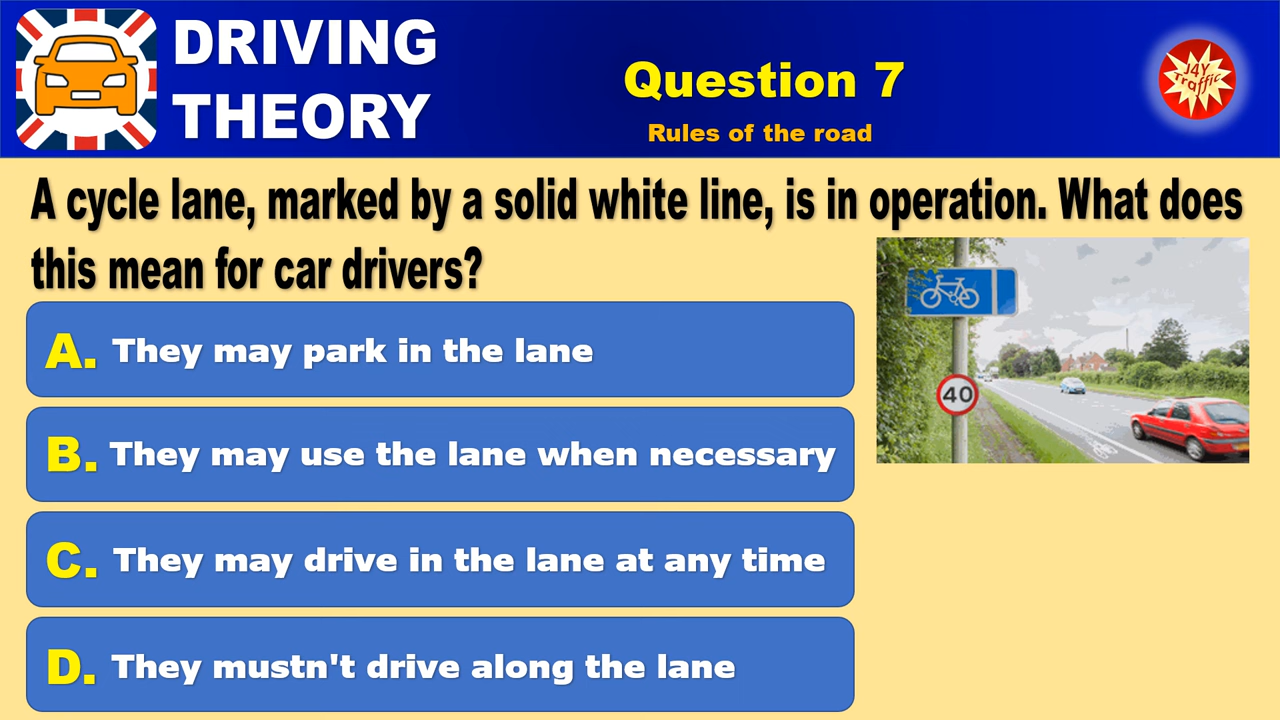 DRIVING
THEORY
Question 7
Rules of the road
J4Y
Traffic
A cycle lane, marked by a solid white line, is in operation. What does
this mean for car drivers?
40
A. They may park in the lane
B. They may use the lane when necessary
C. They may drive in the lane at any time
D. They mustn't drive along the lane